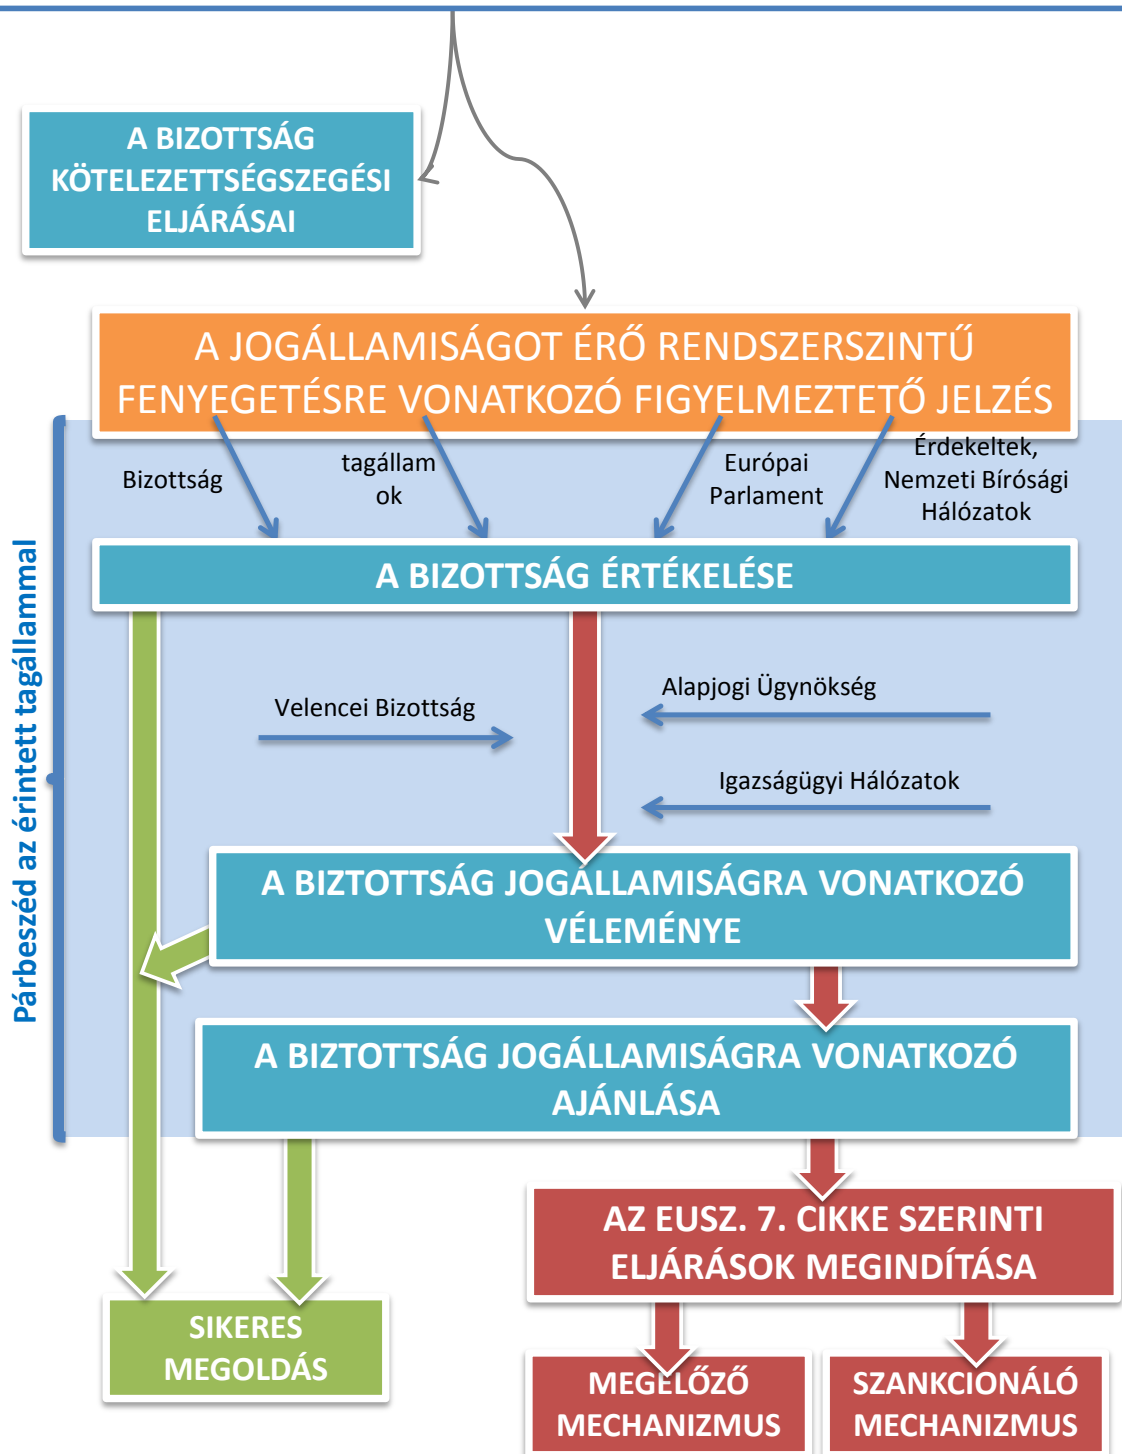 A BIZOTTSÁG
KÖTELEZETTSÉGSZEGÉSI
ELJÁRÁSAI
A JOGÁLLAMISÁGOT ÉRŐ RENDSZERSZINTŰ
FENYEGETÉSRE VONATKOZÓ FIGYELMEZTETŐ JELZÉS
Bizottság
tagállam
ok
Európai
Parlament
Érdekeltek,
Nemzeti Bírósági
Hálózatok
A BIZOTTSÁG ÉRTÉKELÉSE
Párbeszéd az érintett tagállammal
Velencei Bizottság
Alapjogi Ügynökség
Igazságügyi Hálózatok
A BIZTOTTSÁG JOGÁLLAMISÁGRA VONATKOZÓ
VÉLEMÉNYE
A BIZTOTTSÁG JOGÁLLAMISÁGRA VONATKOZÓ
AJÁNLÁSA
AZ EUSZ. 7. CIKKE SZERINTI
ELJÁRÁSOK MEGINDÍTÁSA
SIKERES
MEGOLDÁS
MEGELŐZŐ
MECHANIZMUS
SZANKCIONÁLÓ
MECHANIZMUS